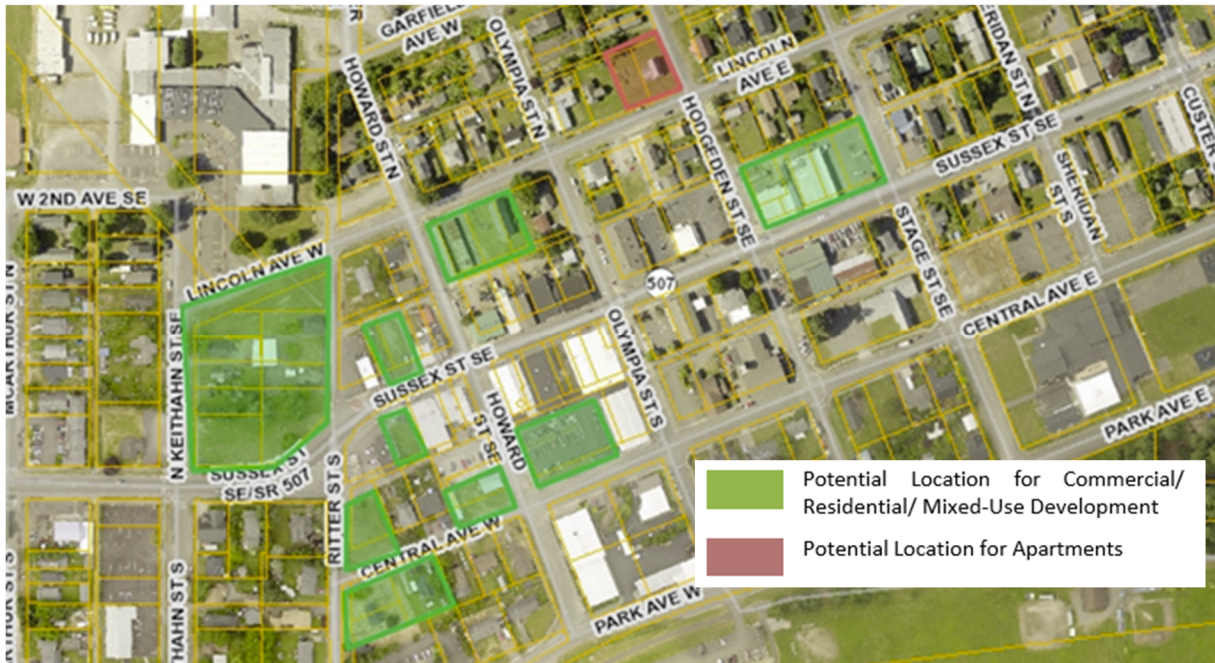 GARFIELD
AVE W
OLYMPIA ST N
HOWARD ST N
LINCOLN
AVE E
SHERIDAN ST N
CUSTER
HODGEDEN ST SE
SUSSEX ST SE
SHERIDAN
ST S
W 2ND AVE SE
LINCOLN AVE W
STAGE ST SE
507
CENTRAL AVE E
MCARTHUR ST N
N KEITHAHN ST SE
OLYMPIA ST S
SUSSEX ST SE
HOWARD
ST SE
PARK AVE E
SUSSEX ST
SE/SR 507
RITTER ST S
CENTRAL AVE W
PARK AVE W
THAHN ST S
Potential Location for Commercial/
Residential/ Mixed-Use Development
Potential Location for Apartments